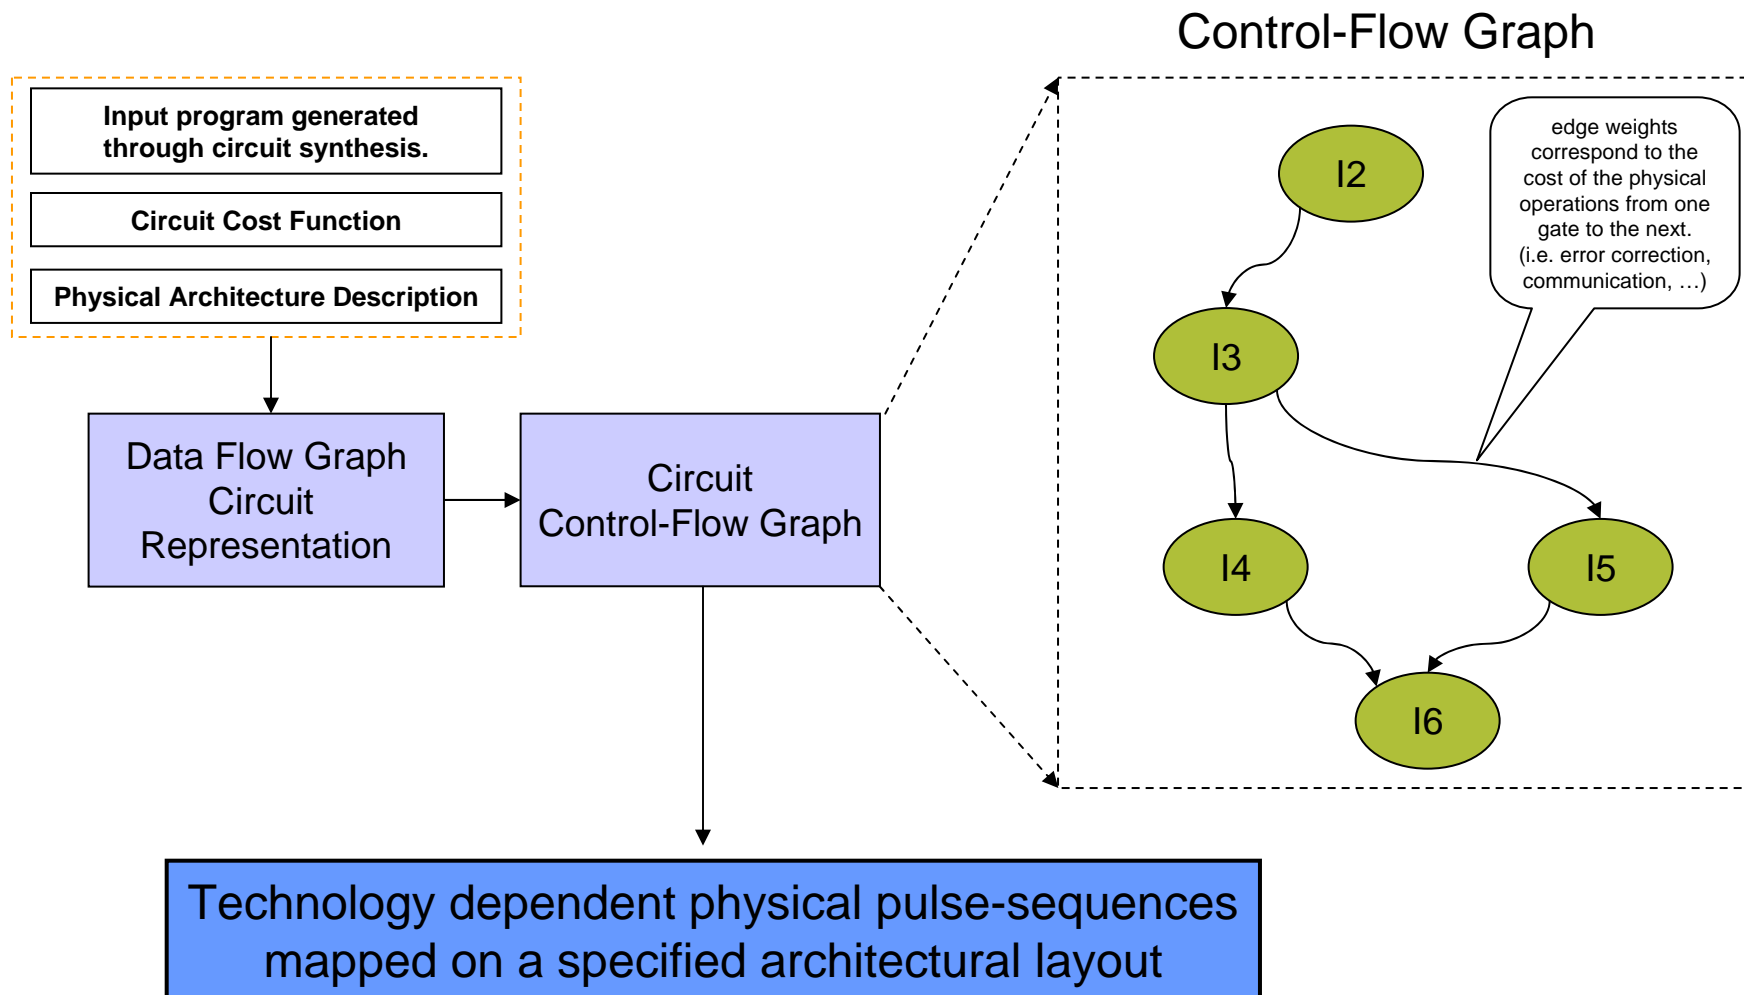 Control-Flow Graph
Input program generated
through circuit synthesis.
Circuit Cost Function
Physical Architecture Description
Data Flow Graph
Circuit
Representation
Circuit
Control-Flow Graph
I2
I3
I4
I5
I6
edge weights
correspond to the
cost of the physical
operations from one
gate to the next.
(i.e. error correction,
communication, …)
Technology dependent physical pulse-sequences
mapped on a specified architectural layout